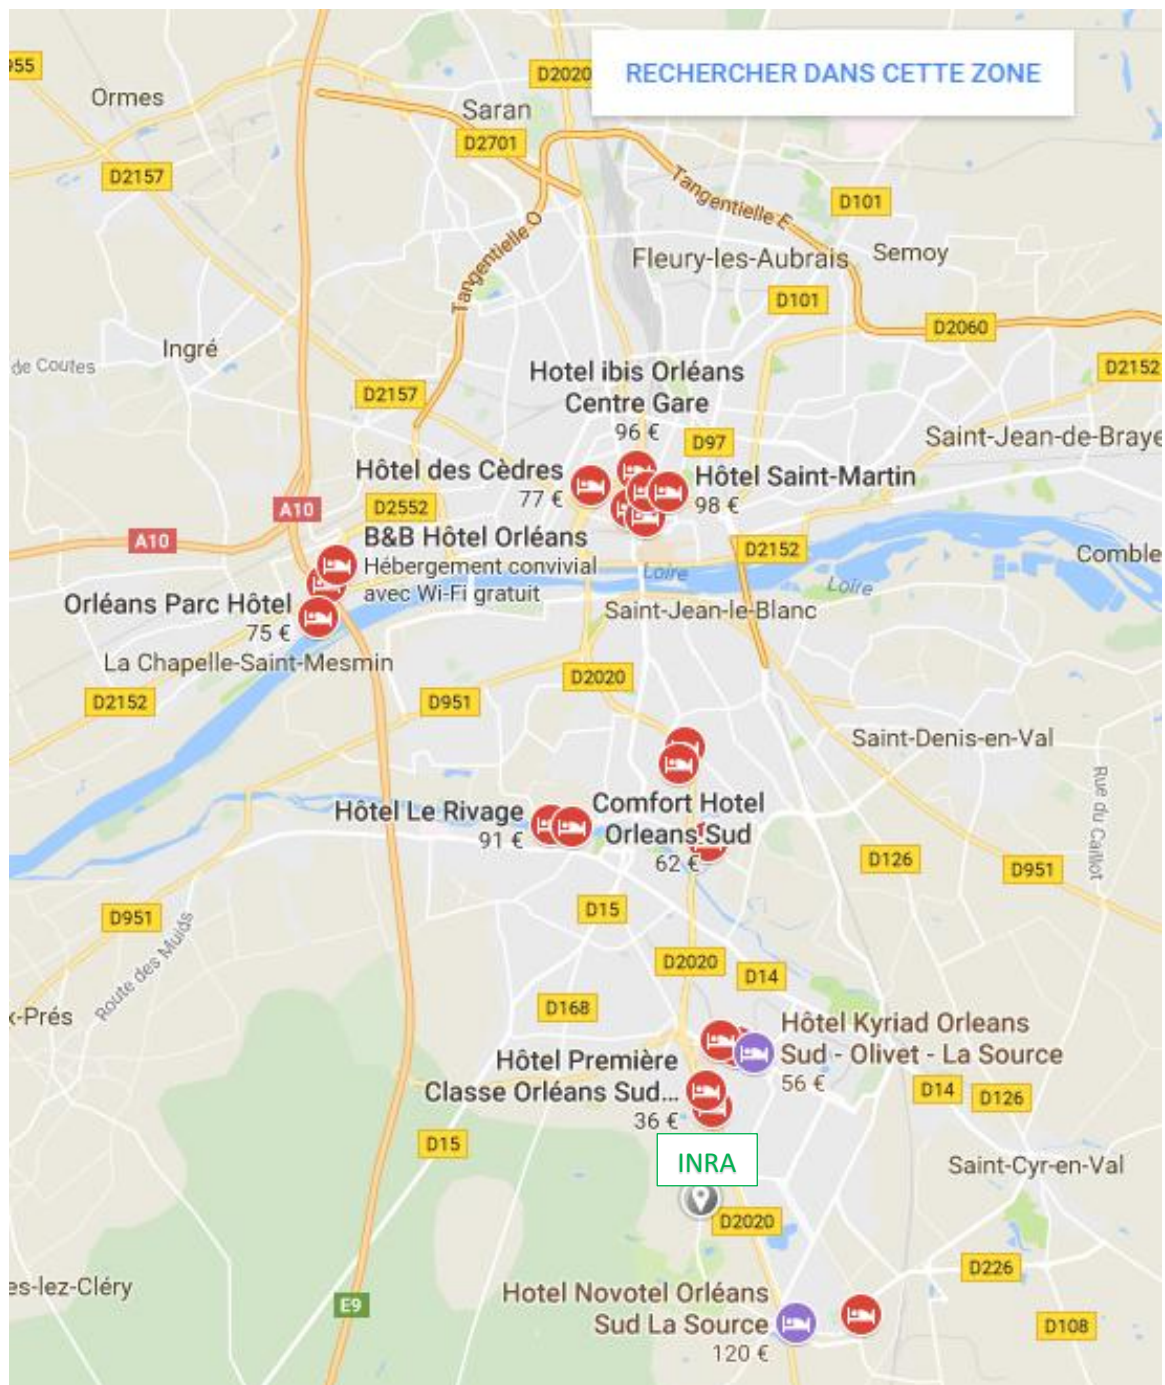 955
D2020
RECHERCHER DANS CETTE ZONE
Ormes
Saran
D2701
D2157
Tangentielle E
D101
Tangentielle O
Fleury-les-Aubrais
Semoy
D101
D2060
Ingré
de Coutes
D2152
Hotel ibis Orléans
Centre Gare
96 €
D2157
D97
Saint-Jean-de-Braye
Hôtel des Cèdres
77 €
Hôtel Saint-Martin
98 €
A10
D2552
A10
B&B Hôtel Orléans
Hébergement convivial
avec Wi-Fi gratuit
D2152
Comble
Loire
Loire
Orléans Parc Hôtel
75 €
Saint-Jean-le-Blanc
La Chapelle-Saint-Mesmin
D2020
D2152
D951
Saint-Denis-en-Val
Rue du Caillot
Hôtel Le Rivage
91 €
Comfort Hotel
Orleans Sud
62 €
D126
D951
D15
D951
Route des Muids
D2020
D14
D168
x-Prés
Hôtel Kyriad Orleans
Sud - Olivet - La Source
56 €
Hôtel Première
Classe Orléans Sud...
36 €
D14
D126
D15
INRA
Saint-Cyr-en-Val
D2020
D226
es-lez-Cléry
E9
Hotel Novotel Orléans
Sud La Source
120 €
D108